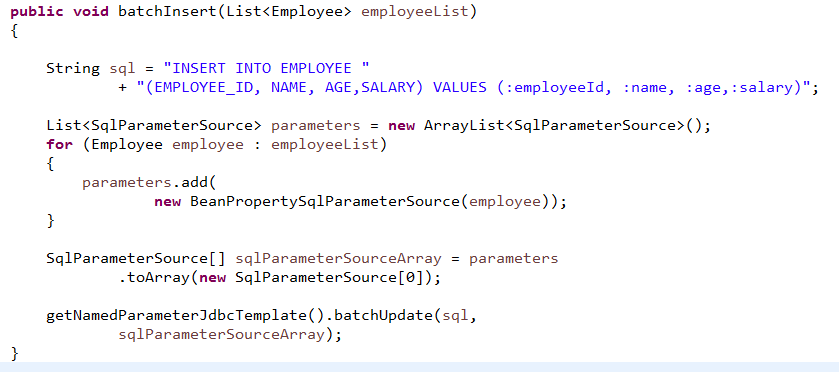 public void batchInsert(List<Employee> employeeList)
{
String sql = "INSERT INTO EMPLOYEE "
+ "(EMPLOYEE_ID, NAME, AGE,SALARY) VALUES (:employeeId, :name, :age,:salary)";
List<SqlParameterSource> parameters = new ArrayList<SqlParameterSource>();
for (Employee employee : employeeList)
{
parameters.add(
new BeanPropertySqlParameterSource(employee));
}
SqlParameterSource[] sqlParameterSourceArray = parameters
.toArray(new SqlParameterSource[0]);
getNamedParameterJdbcTemplate().batchUpdate(sql,
sqlParameterSourceArray);
}